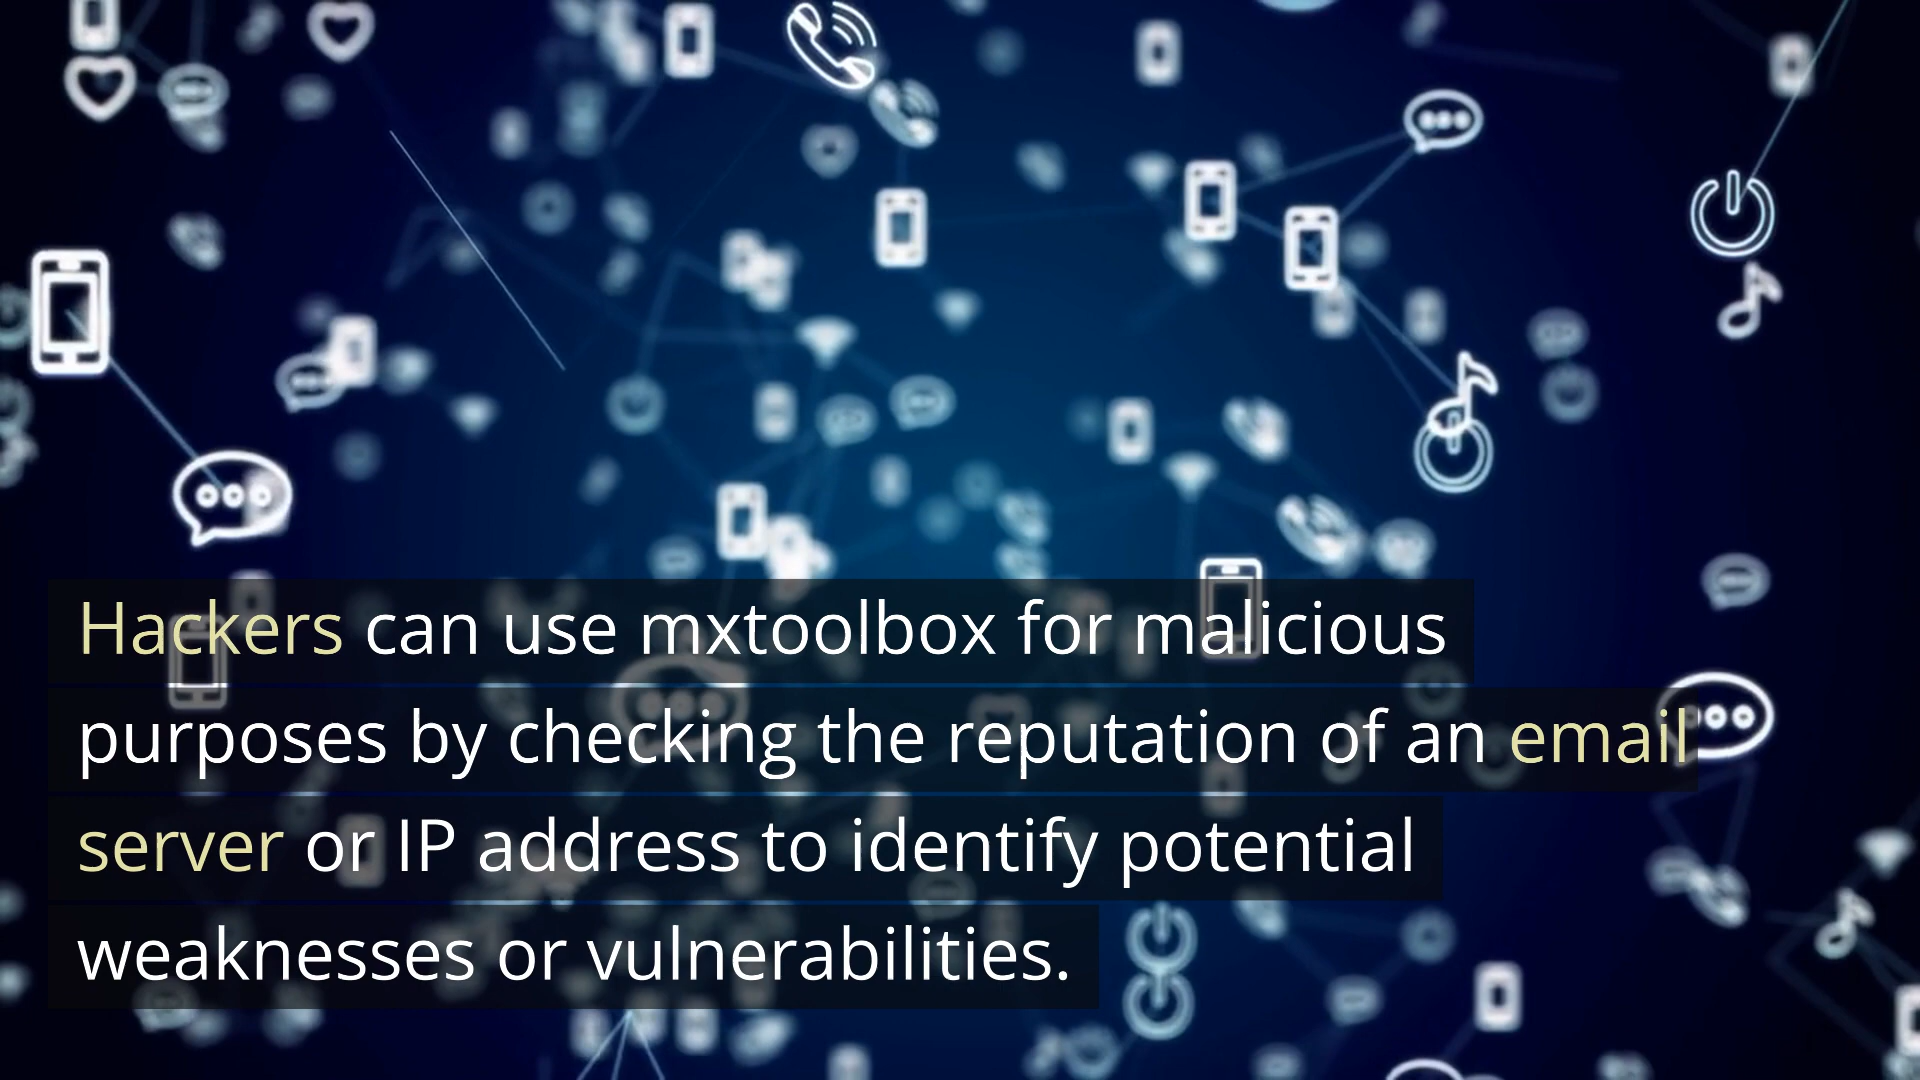 Hackers can use mxtoolbox for malicious
purposes by checking the reputation of an email
server or IP address to identify potential
weaknesses or vulnerabilities.